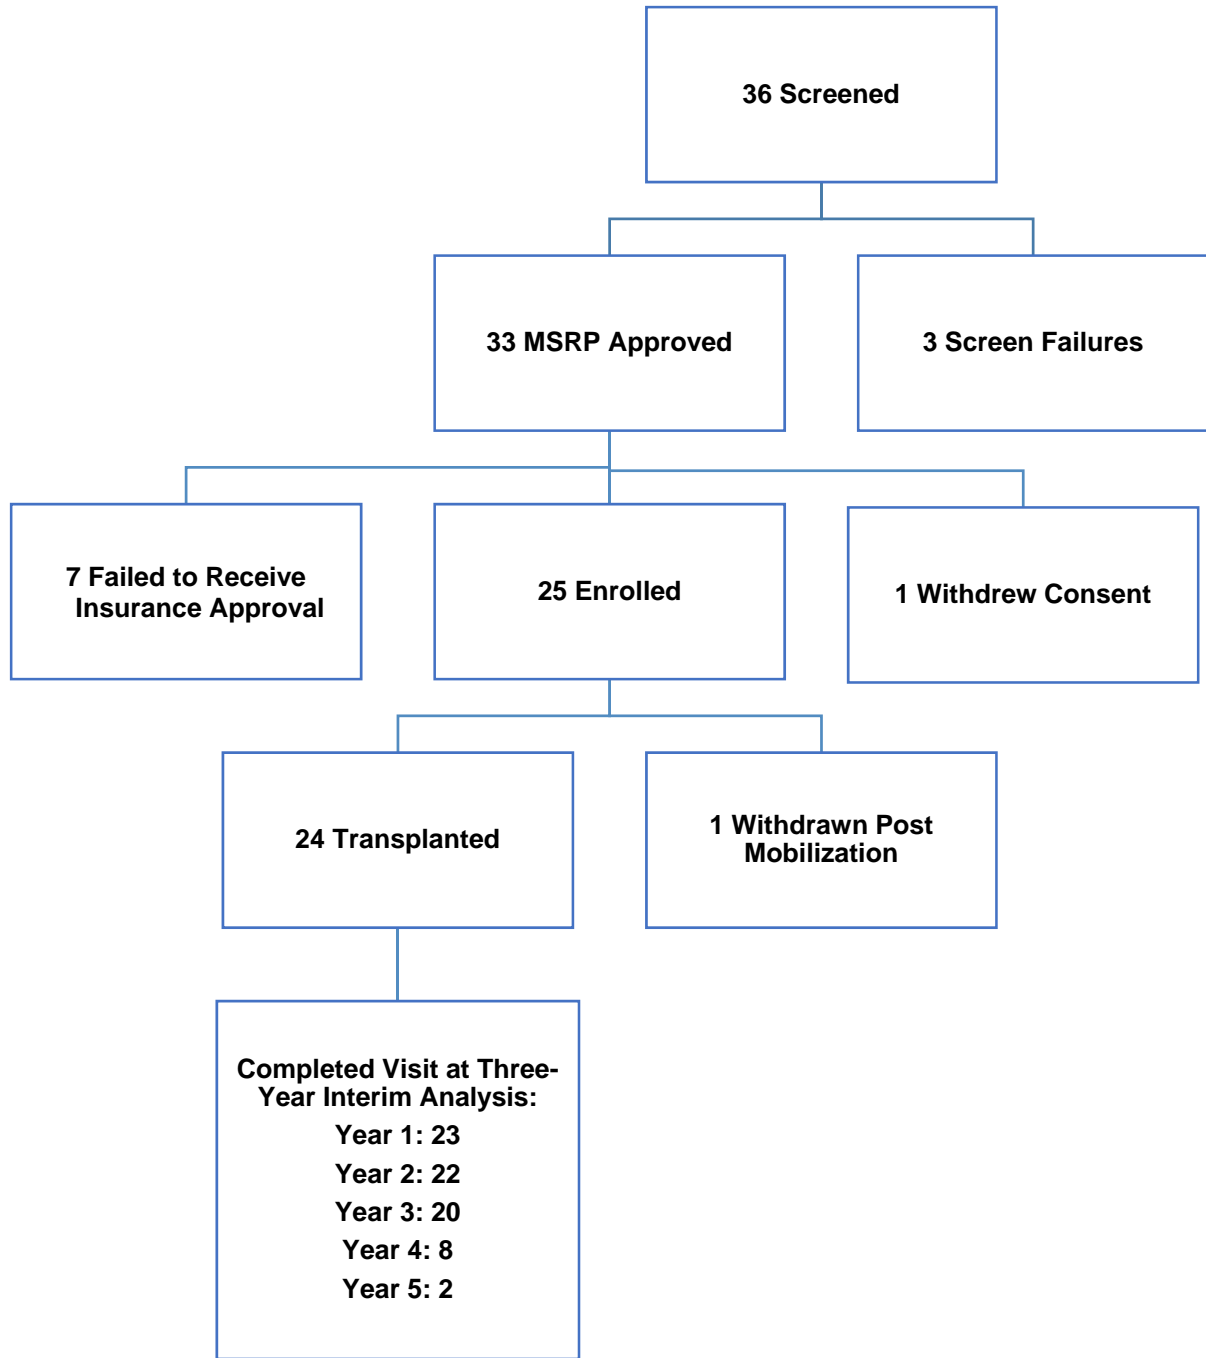 36 Screened
33 MSRP Approved
3 Screen Failures
7 Failed to Receive
Insurance Approval
25 Enrolled
1 Withdrew Consent
24 Transplanted
1 Withdrawn Post
Mobilization
Completed Visit at Three-
Year Interim Analysis:
Year 1: 23
Year 2: 22
Year 3: 20
Year 4: 8
Year 5: 2